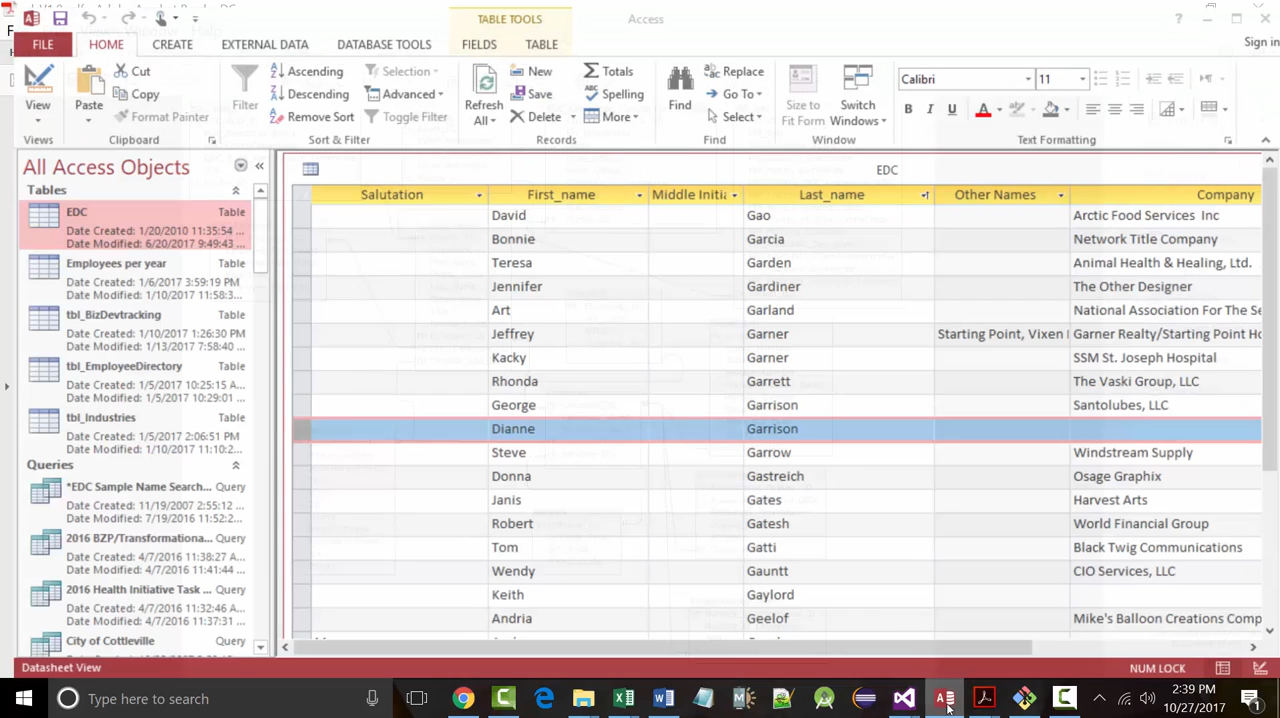 TABLE TOOLS
Access
FILE HOME CREATE EXTERNAL DATA DATABASE TOOLS FIELDS TABLE Sign in
View
Views
Paste
Cut
Copy
Format Painter
Clipboard
Filter
Ascending
Descending
Remove Sort
Selection
Advanced
Toggle Filter
Sort & Filter
Refresh All
New
Save
Delete
Totals
Spelling
More
Records
Find
Replace
Go To
Select
Find
Size to Fit Form
Switch Windows
Window
Calibri 11
B I U A
Text Formatting
All Access Objects
Tables
EDC Table
Date Created: 1/20/2010 11:35:54 ...
Date Modified: 6/20/2017 9:49:43 ...
Employees per year Table
Date Created: 1/6/2017 3:59:19 PM
Date Modified: 1/10/2017 11:58:3...
tbl_BizDevtracking Table
Date Created: 1/10/2017 1:26:30 PM
Date Modified: 1/13/2017 7:58:40 ...
tbl_EmployeeDirectory Table
Date Created: 1/5/2017 10:25:15 A...
Date Modified: 1/5/2017 10:29:01 ...
tbl_Industries Table
Date Created: 1/5/2017 2:06:51 PM
Date Modified: 1/10/2017 11:10:2...
Queries
*EDC Sample Name Search... Query
Date Created: 11/19/2007 2:55:12 ...
Date Modified: 7/19/2016 11:52:2...
2016 BZP/Transformationa... Query
Date Created: 4/7/2016 11:38:27 A...
Date Modified: 4/7/2016 11:41:44 ...
2016 Health Initiative Task ... Query
Date Created: 4/7/2016 11:32:46 A...
Date Modified: 4/7/2016 11:37:31 ...
City of Cottleville Query
EDC
Salutation First_name Middle Initia Last_name Other Names Company
David Gao Arctic Food Services Inc
Bonnie Garcia Network Title Company
Teresa Garden Animal Health & Healing, Ltd.
Jennifer Gardiner The Other Designer
Art Garland National Association For The Se
Jeffrey Garner Starting Point, Vixen Garner Realty/Starting Point Ho
Kacky Garner SSM St. Joseph Hospital
Rhonda Garrett The Vaski Group, LLC
George Garrison Santolubes, LLC
Dianne Garrison
Steve Garrow Windstream Supply
Donna Gastreich Osage Graphix
Janis Gates Harvest Arts
Robert Gatesh World Financial Group
Tom Gatti Black Twig Communications
Wendy Gauntt CIO Services, LLC
Keith Gaylord
Andria Geelof Mike's Balloon Creations Comp
Datasheet View NUM LOCK
Type here to search
2:39 PM
10/27/2017
1